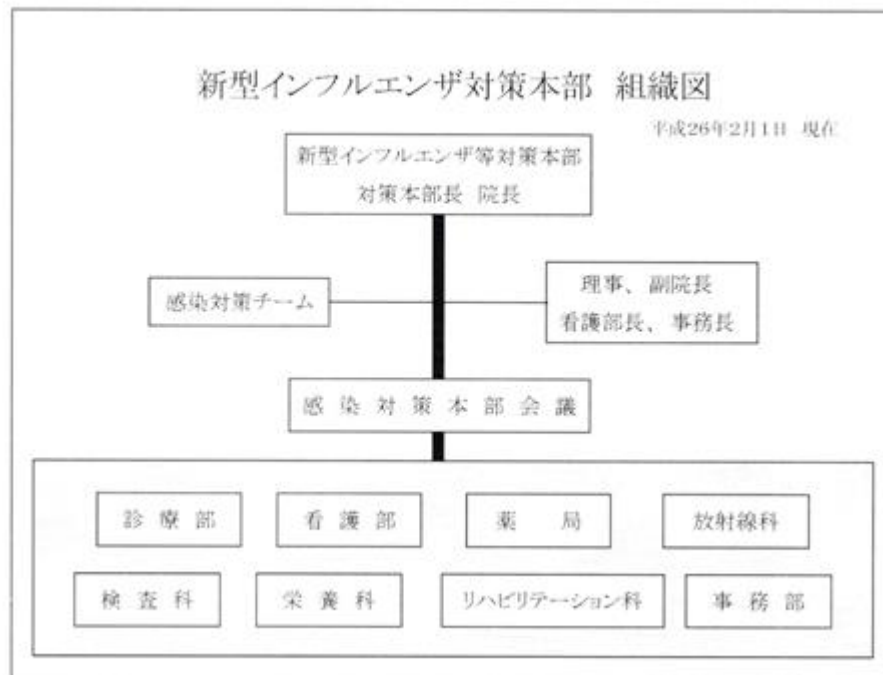 新型インフルエンザ対策本部 組織図
平成26年2月1日 現在
新型インフルエンザ等対策本部
対策本部長 院長
感染対策チーム
理事、副院長
看護部長、事務長
感染対策本部会議
診療部
看護部
薬局
放射線科
検査科
栄養科
リハビリテーション科
事務部